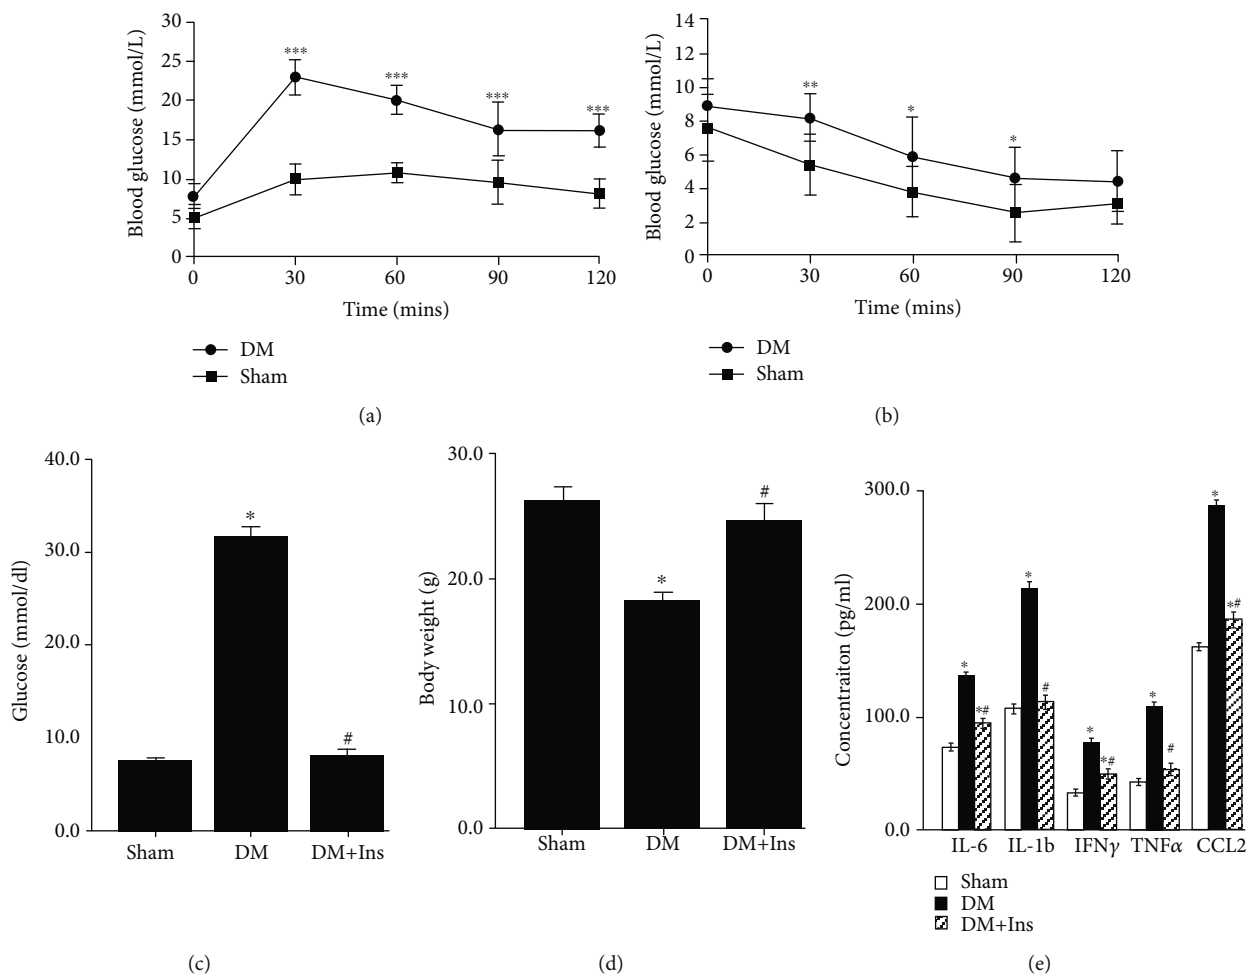 30
25
20
15
10
5
0
Blood glucose (mmol/L)
***
***
***
***
0 30 60 90 120
Time (mins)
DM
Sham
(a)
14
12
10
8
6
4
2
0
Blood glucose (mmol/L)
**
*
*
0 30 60 90 120
Time (mins)
DM
Sham
(b)
40.0
30.0
20.0
10.0
0.0
Glucose (mmol/dl)
*
#
Sham DM DM+Ins
(c)
30.0
20.0
10.0
0.0
Body weight (g)
*
#
Sham DM DM+Ins
(d)
300.0
200.0
100.0
0.0
Concentraiton (pg/ml)
*
*#
*
#
*
*#
*
#
*
*#
IL-6 IL-1b IFNγ TNFα CCL2
Sham
DM
DM+Ins
(e)